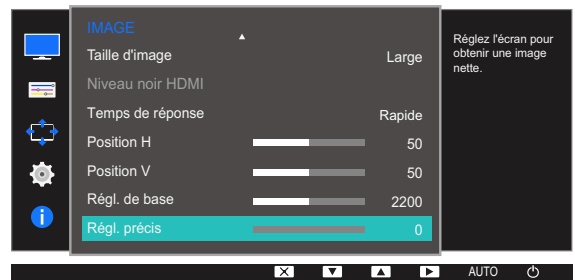 IMAGE
Taille d'image Large
Niveau noir HDMI
Temps de réponse Rapide
Position H 50
Position V 50
Régl. de base 2200
Régl. précis 0
Réglez l'écran pour
obtenir une image
nette.
AUTO